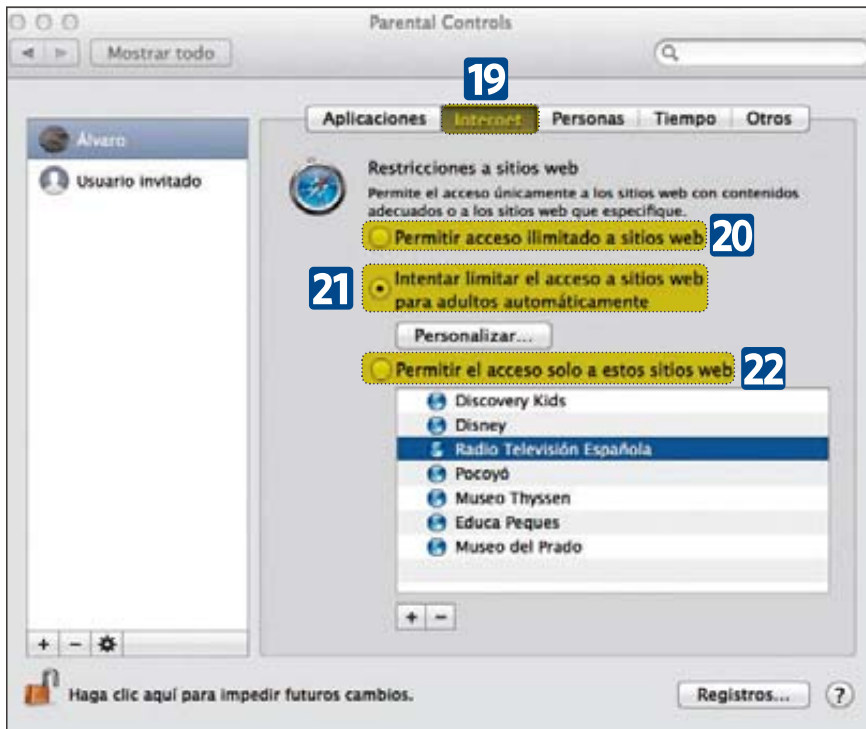 Parental Controls
Mostrar todo
19
Aplicaciones Internet Personas Tiempo Otros
Álvaro
Usuario invitado
Restricciones a sitios web
Permite el acceso únicamente a los sitios web con contenidos
adecuados o a los sitios web que especifique.
Permitir acceso ilimitado a sitios web 20
21 Intentar limitar el acceso a sitios web
para adultos automáticamente
Personalizar...
Permitir el acceso solo a estos sitios web 22
Discovery Kids
Disney
Radio Televisión Española
Pocoyó
Museo Thyssen
Educa Peques
Museo del Prado
+ -
+ -
Haga clic aquí para impedir futuros cambios.
Registros... ?